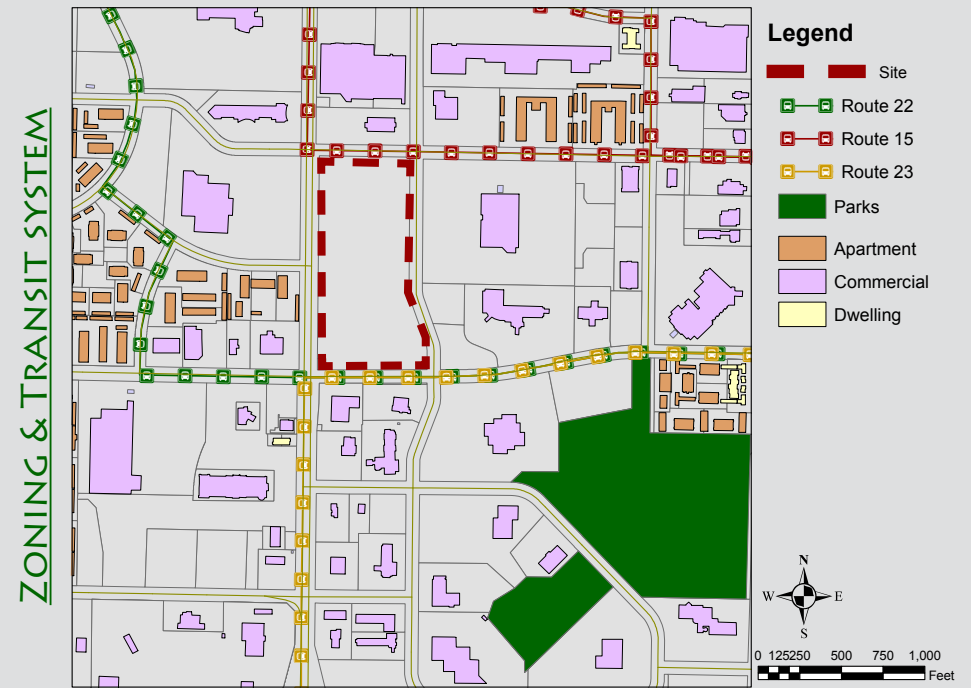 ZONING & TRANSIT SYSTEM
Legend
Site
Route 22
Route 15
Route 23
Parks
Apartment
Commercial
Dwelling
N
W E
S
0 125250 500 750 1,000
Feet